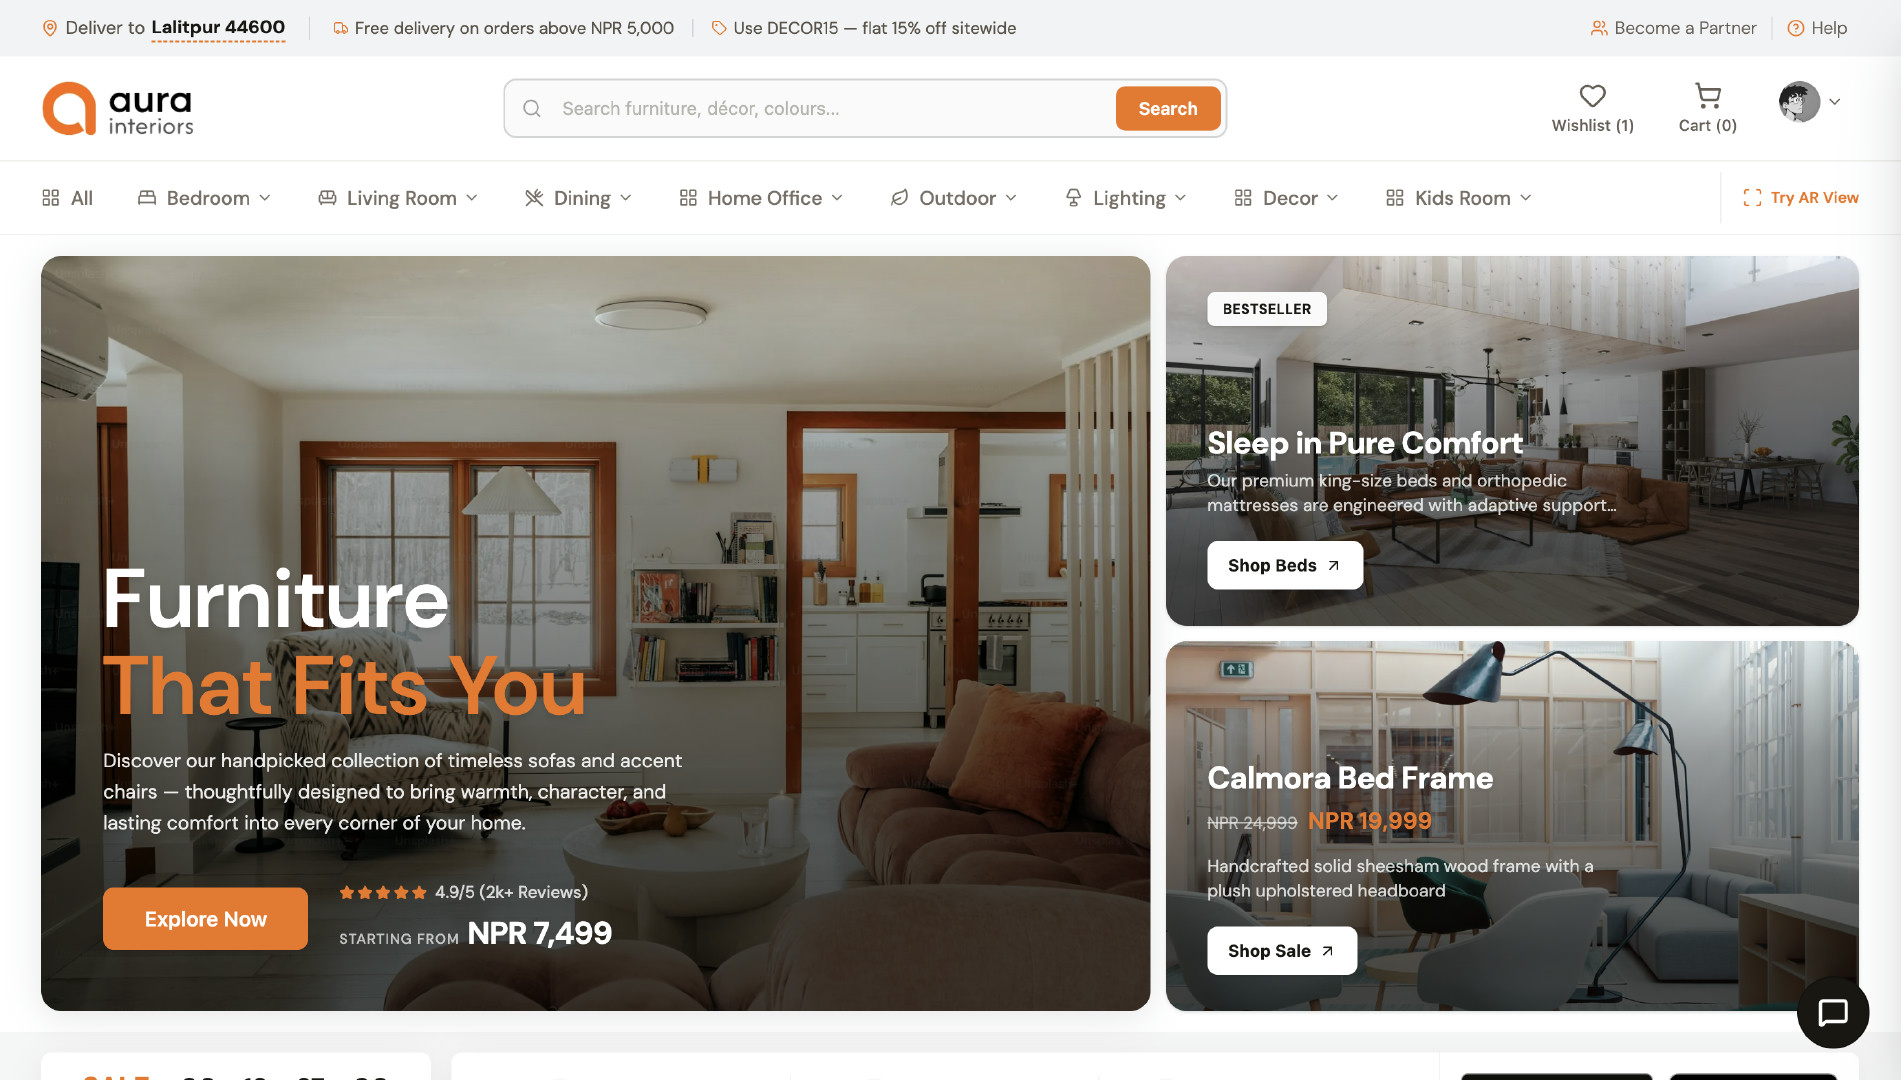 Deliver to Lalitpur 44600
Free delivery on orders above NPR 5,000
Use DECOR15 — flat 15% off sitewide
Become a Partner
Help
aura
interiors
Search furniture, décor, colours...
Search
Wishlist (1)
Cart (0)
All
Bedroom
Living Room
Dining
Home Office
Outdoor
Lighting
Decor
Kids Room
Try AR View
Furniture
That Fits You
Discover our handpicked collection of timeless sofas and accent
chairs — thoughtfully designed to bring warmth, character, and
lasting comfort into every corner of your home.
Explore Now
4.9/5 (2k+ Reviews)
STARTING FROM NPR 7,499
BESTSELLER
Sleep in Pure Comfort
Our premium king-size beds and orthopedic
mattresses are engineered with adaptive support...
Shop Beds
Calmora Bed Frame
NPR 24,999 NPR 19,999
Handcrafted solid sheesham wood frame with a
plush upholstered headboard
Shop Sale